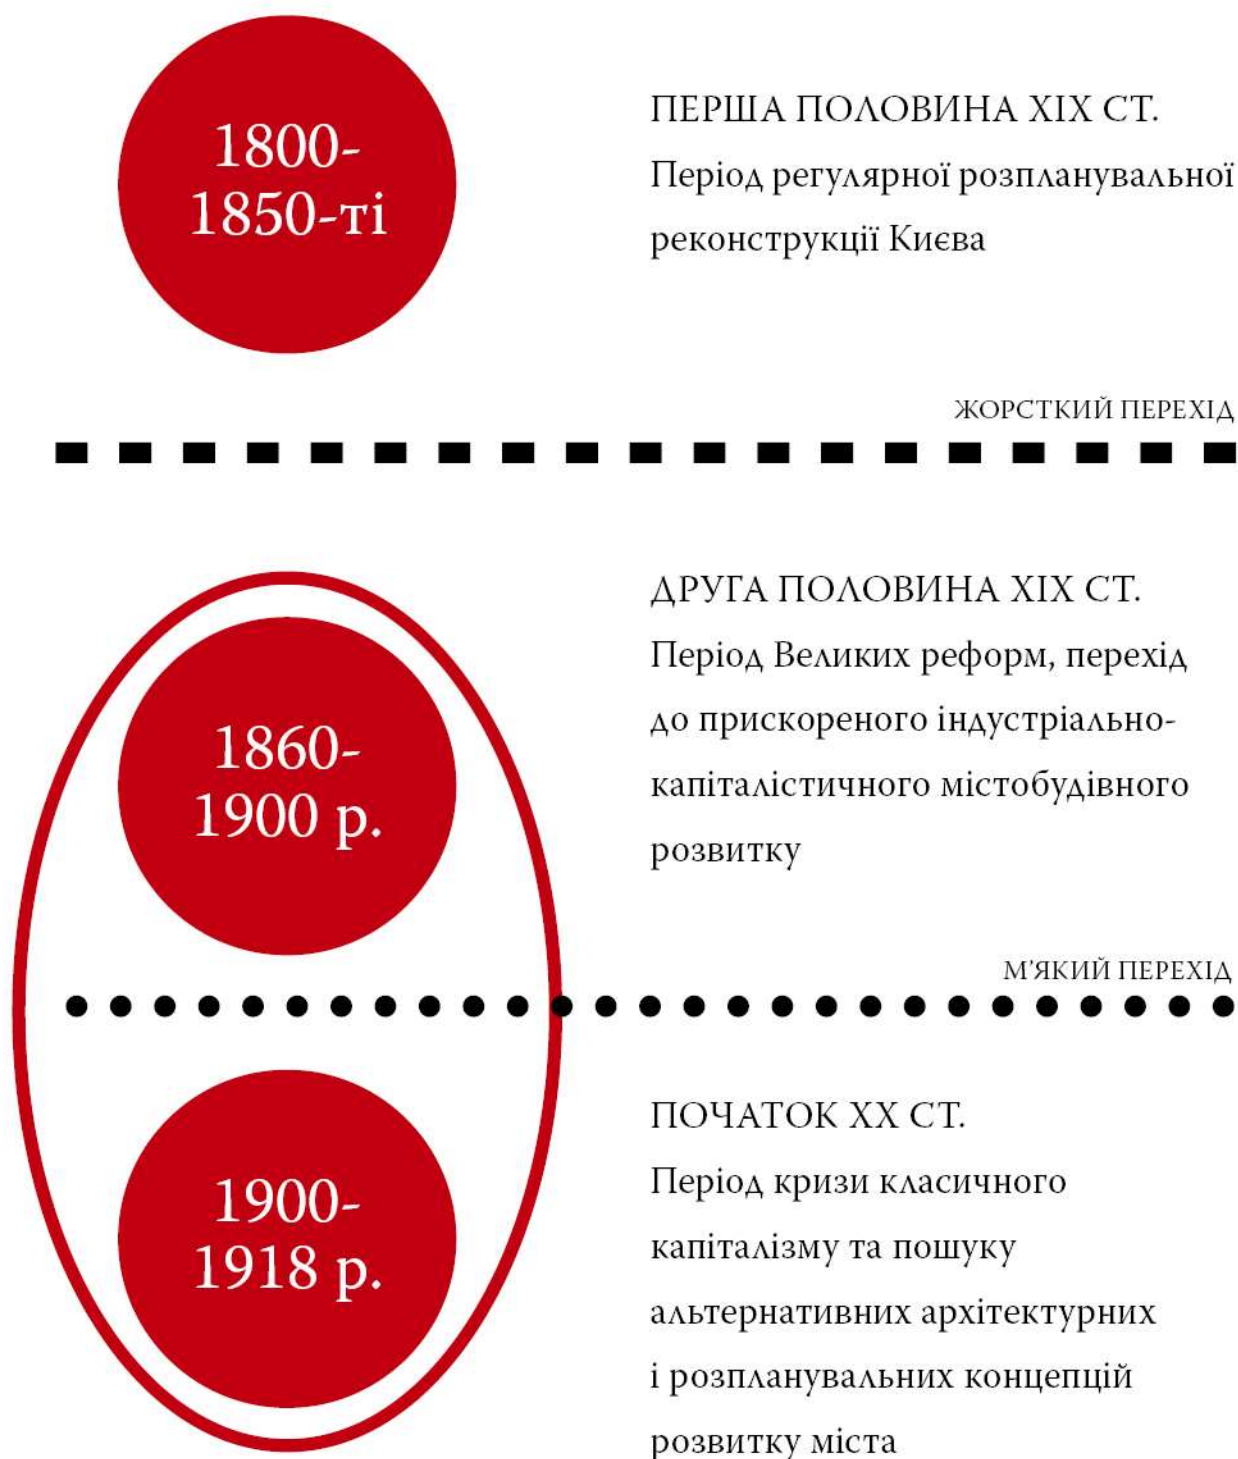 1800-
1850-ті
ПЕРША ПОЛОВИНА XIX СТ.
Період регулярної розпланувальної
реконструкції Києва
ЖОРСТКИЙ ПЕРЕХІД
1860-
1900 р.
ДРУГА ПОЛОВИНА XIX СТ.
Період Великих реформ, перехід
до прискореного індустріально-
капіталістичного містобудівного
розвитку
М’ЯКИЙ ПЕРЕХІД
1900-
1918 р.
ПОЧАТОК XX СТ.
Період кризи класичного
капіталізму та пошуку
альтернативних архітектурних
і розпланувальних концепцій
розвитку міста